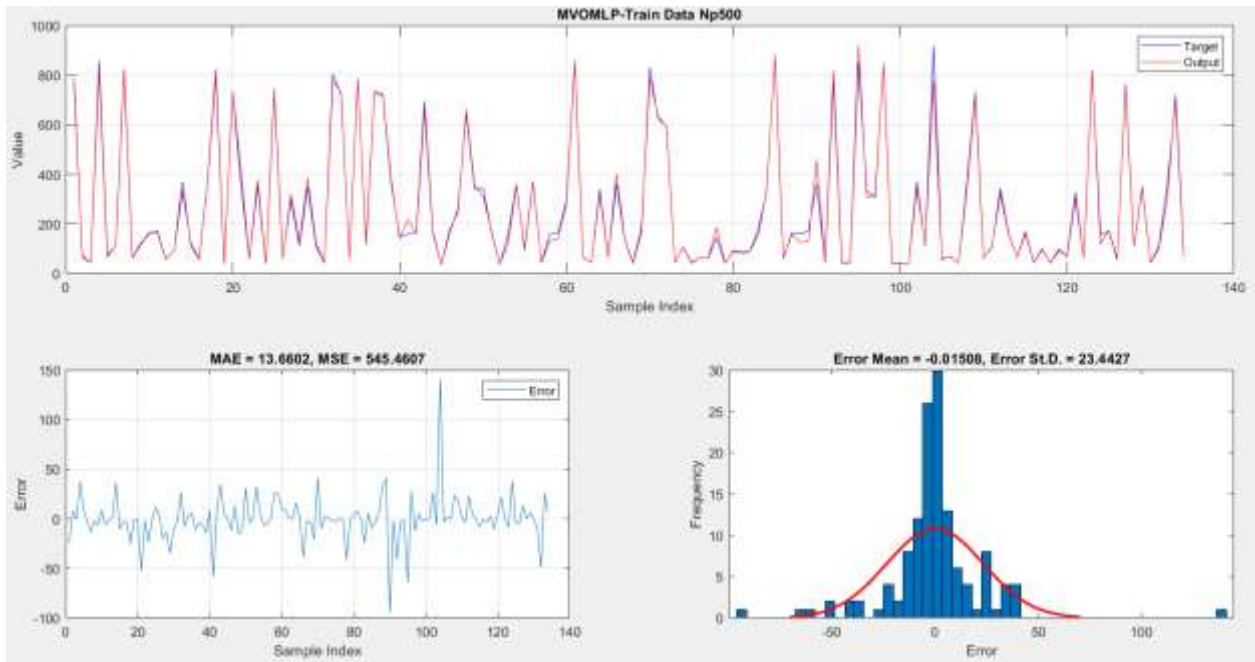 MVOMLP-Train Data Np500
1000
800
600
400
200
0
Value
Target
Output
0 20 40 60 80 100 120 140
Sample Index
MAE = 13.6602, MSE = 545.4607
150
100
50
0
-50
-100
Error
Error
0 20 40 60 80 100 120 140
Sample Index
Error Mean = -0.01508, Error St.D. = 23.4427
30
25
20
15
10
5
0
Frequency
-50 0 50 100
Error